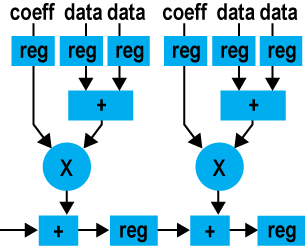 coeff data data coeff data data
reg reg reg reg reg reg
+ +
X X
+ reg + reg